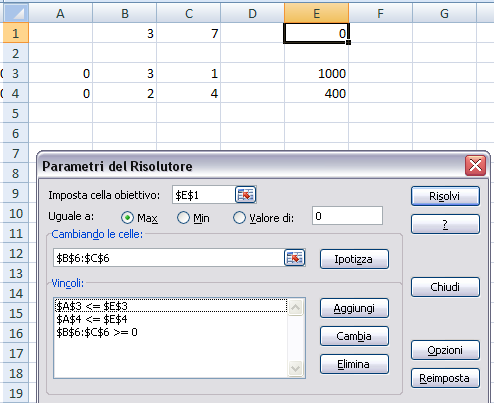 A B C D E F G
1 3 7 0
2
3 0 3 1 1000
4 0 2 4 400
5
6
7
8 Parametri del Risolutore
9 Imposta cella obiettivo: $E$1 Risolvi
10 Uguale a: Max Min Valore di: 0 ?
11 Cambiando le celle:
12 $B$6:$C$6 Ipotizza
13 Vincoli: Chiudi
14 $A$3 <= $E$3 Aggiungi
15 $A$4 <= $E$4
16 $B$6:$C$6 >= 0 Cambia
17 Opzioni
18 Elimina Reimposta
19